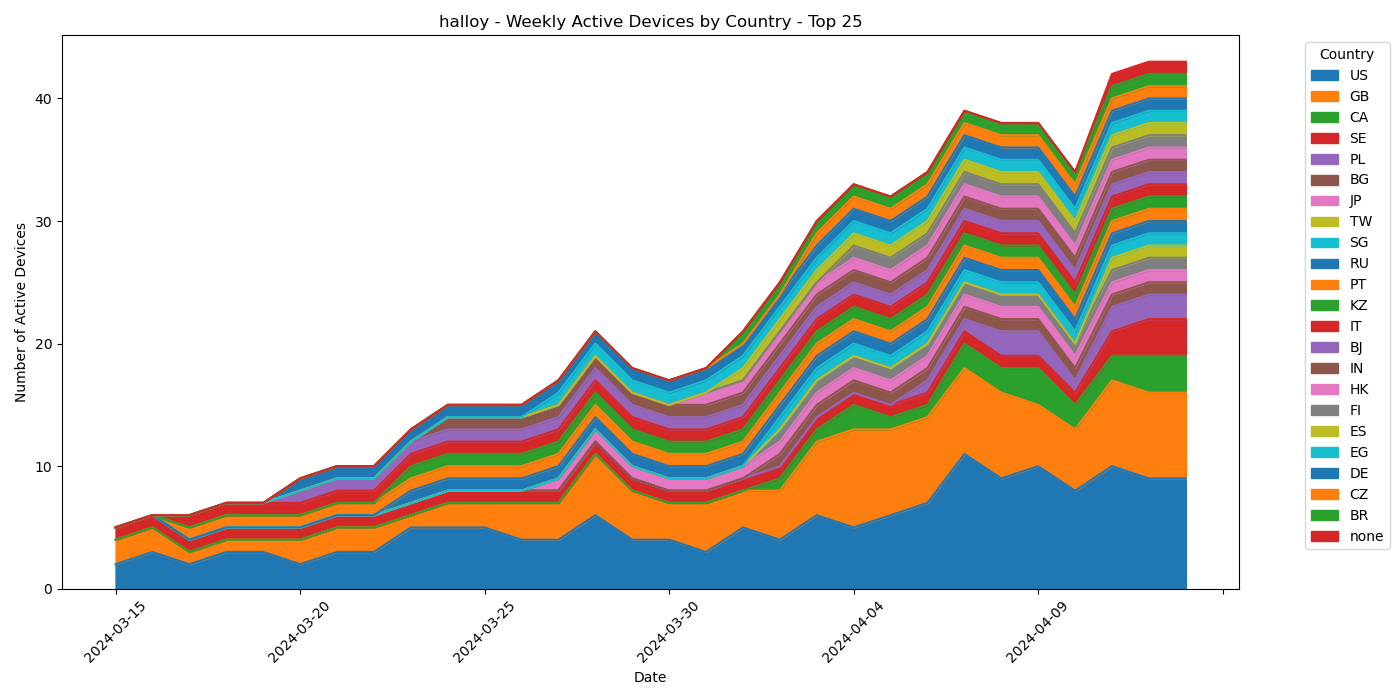 halloy - Weekly Active Devices by Country - Top 25
Number of Active Devices
40
30
20
10
0
2024-03-15
2024-03-20
2024-03-25
2024-03-30
2024-04-04
2024-04-09
Date
Country
US
GB
CA
SE
PL
BG
JP
TW
SG
RU
PT
KZ
IT
BJ
IN
HK
FI
ES
EG
DE
CZ
BR
none